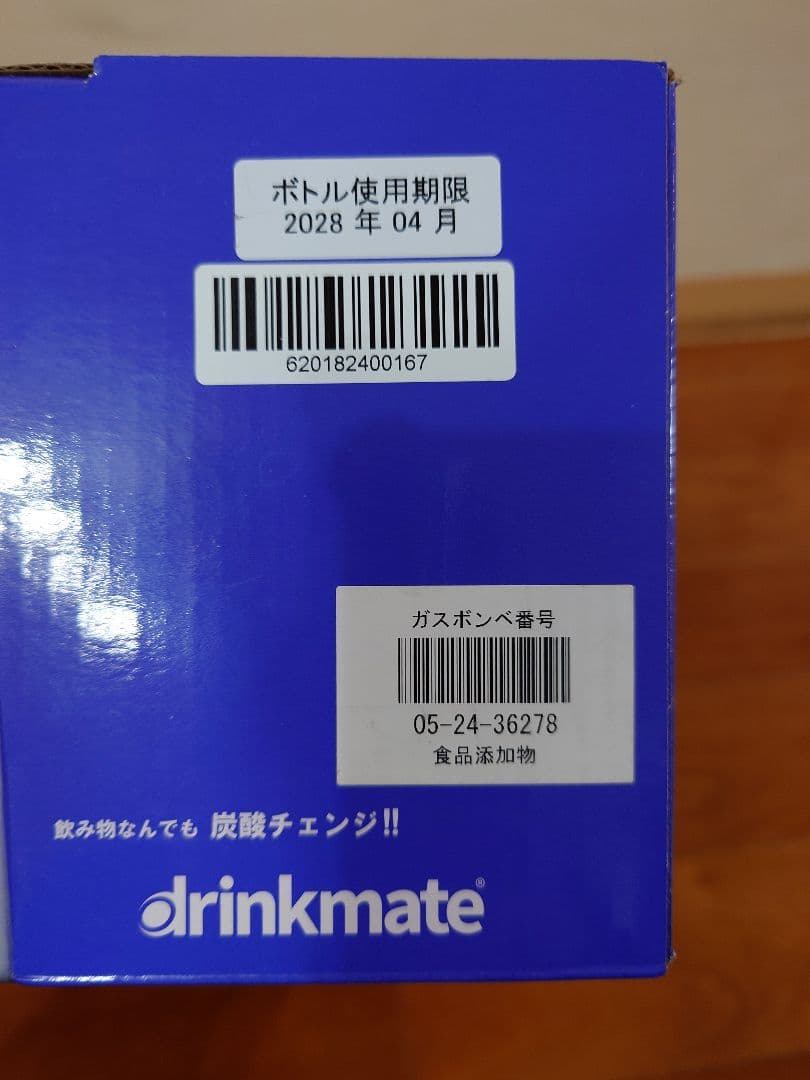 ボトル使用期限
2028 年 04 月
620182400167
ガスボンベ番号
05-24-36278
食品添加物
飲み物なんでも 炭酸チェンジ!!
drinkmate®